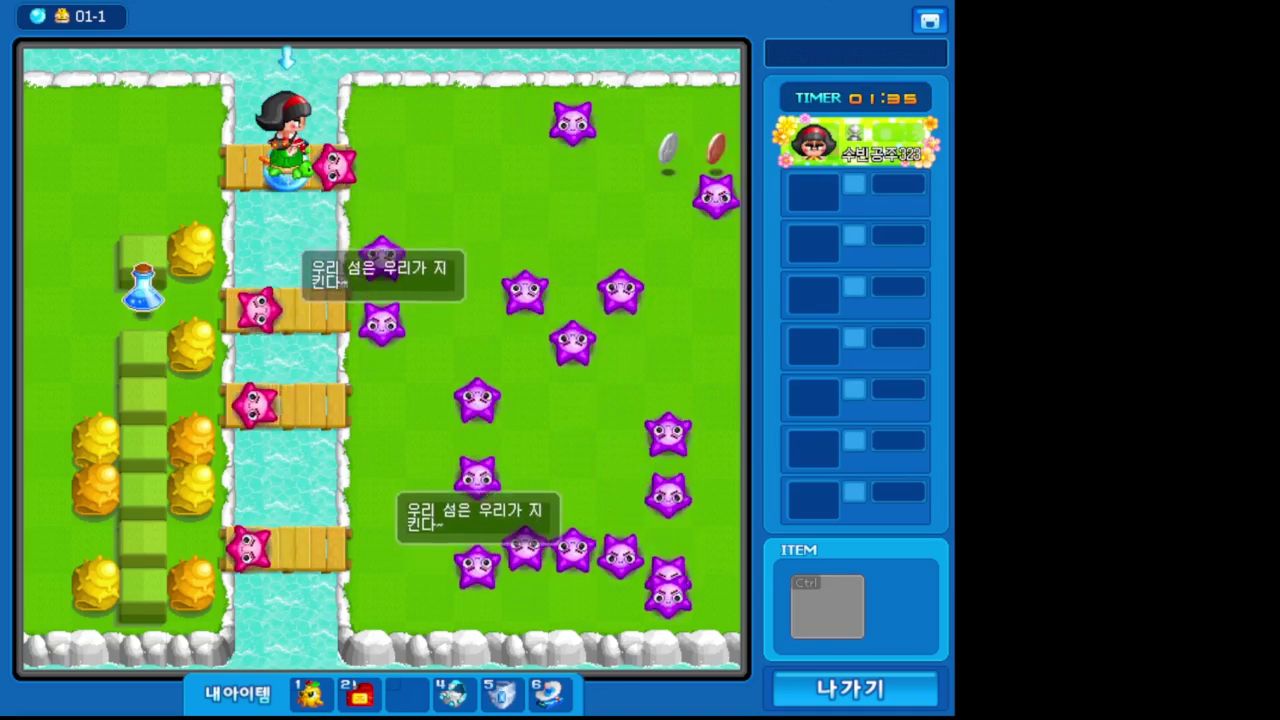 01-1
TIMER 01:35
수빈공주323
우리 섬은 우리가 지
킨다~
우리 섬은 우리가 지
킨다~
ITEM
Ctrl
내아이템
1
2
4
5
6
나가기